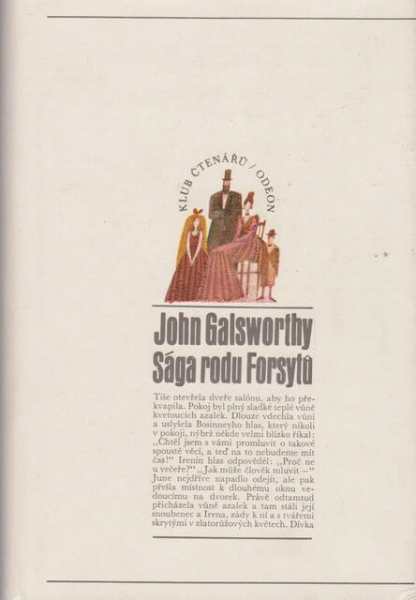 KLUB ČTENÁŘŮ / ODEON
John Galsworthy
Sága rodu Forsytů
Tiše otevřela dveře salónu, aby ho pře-
kvapila. Pokoj byl plný sladké teplé vůně
kvetoucích azalek. Dlouze vdechla vůni
a uslyšela Bosinneyho hlas, který nikoli
v pokoji, nýbrž někde velmi blízko říkal:
„Chtěl jsem s vámi promluvit o takové
spoustě věcí, a teď na to nebudeme mít
čas!“ Irenin hlas odpověděl: „Proč ne
u večeře?“ „Jak může člověk mluvit –“
June nejdříve napadlo odejít, ale pak
přešla místnost k dlouhému oknu ve-
doucímu na dvorek. Právě odtamtud
přicházela vůně azalek a tam stáli její
snoubenec a Irena, zády k ní a s tvářemi
skrytými v zlatorůžových květech. Dívka